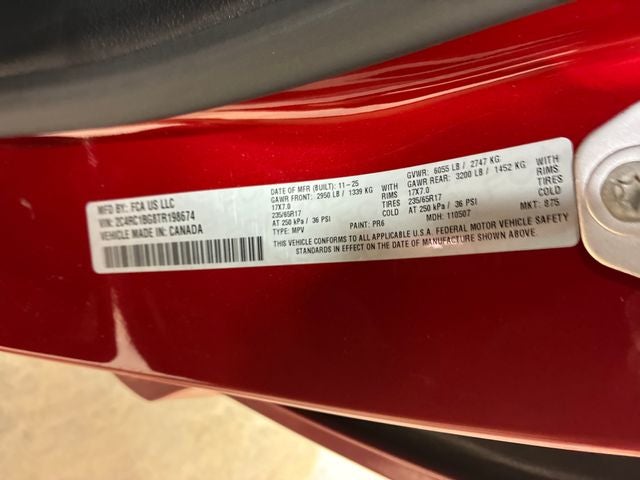 MFD BY: FCA US LLC
VIN: 2C4RC1BG8TR198674
VEHICLE MADE IN: CANADA
DATE OF MFR (BUILT): 11-25 GVWR: 6055 LB / 2747 KG
GAWR FRONT: 2950 LB / 1339 KG GAWR REAR: 3200 LB / 1452 KG WITH
17X7.0 RIMS 17X7.0 RIMS
235/65R17 TIRES 235/65R17 TIRES
AT 250 kPa / 36 PSI AT 250 kPa / 36 PSI
TYPE: MPV PAINT: PR6 MDH: 110507 MKT: 875
THIS VEHICLE CONFORMS TO ALL APPLICABLE U.S.A. FEDERAL MOTOR VEHICLE SAFETY
STANDARDS IN EFFECT ON THE DATE OF MANUFACTURE SHOWN ABOVE.